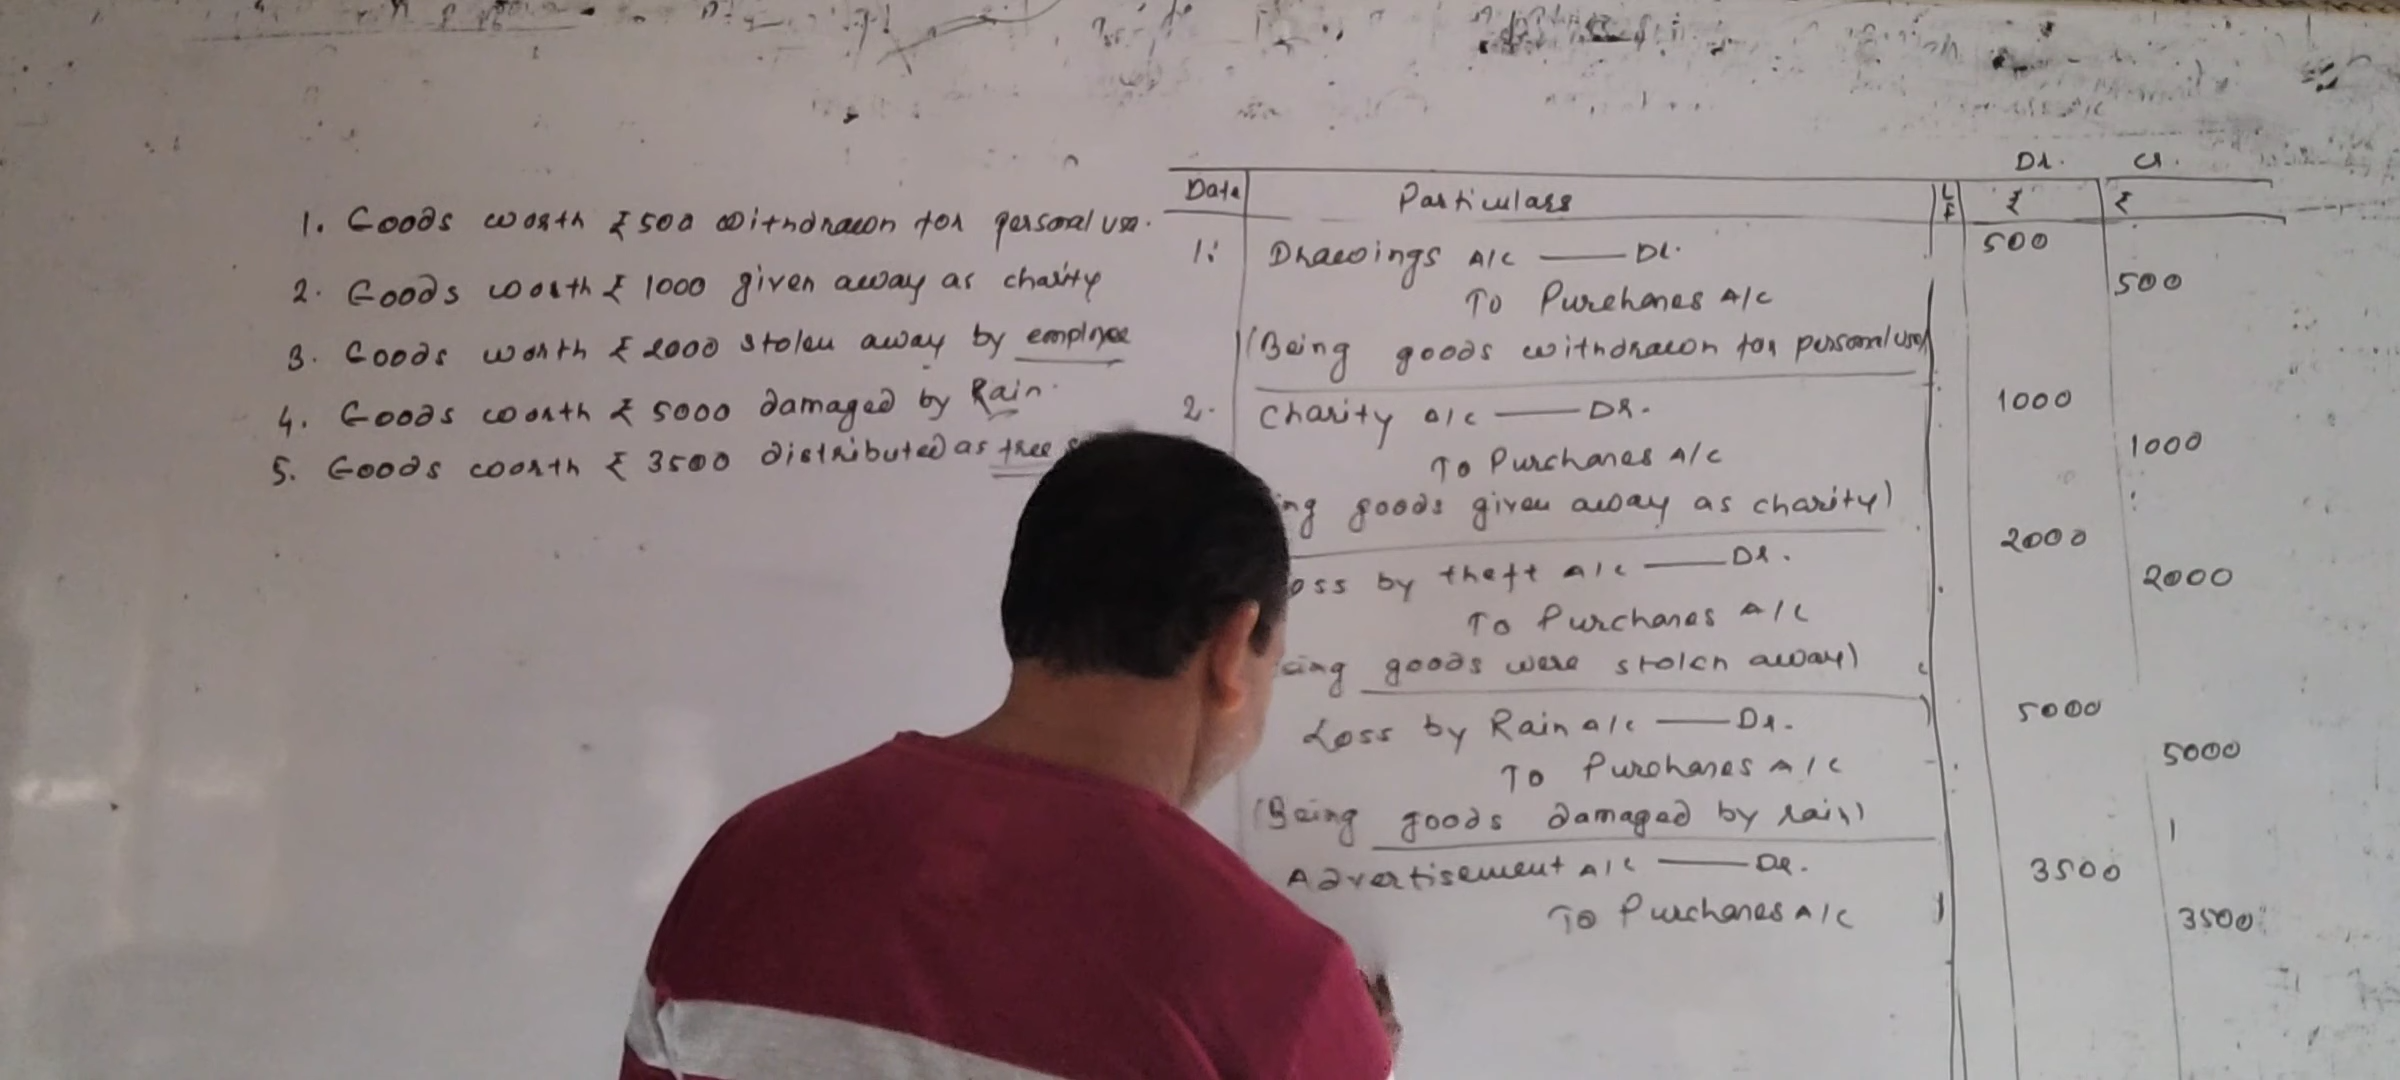 1. Goods worth ₹500 withdrawn for personal use.
2. Goods worth ₹ 1000 given away as charity
3. Goods worth ₹ 2000 stolen away by employee
4. Goods worth ₹ 5000 damaged by Rain.
5. Goods worth ₹ 3500 distributed as free
Dr. Cr.
Date Particulars LF ₹ ₹
1. Drawings A/c —— Dr. 500
To Purchases A/c 500
(Being goods withdrawn for personal use)
2. Charity A/c —— DR. 1000
To Purchases A/c 1000
ing goods given away as charity)
oss by theft A/c —— Dr. 2000
To Purchases A/c 2000
eing goods were stolen away)
Loss by Rain A/c —— Dr. 5000
To Purchases A/c 5000
(Being goods damaged by rain)
Advertisement A/c —— Dr. 3500
To Purchases A/c 3500